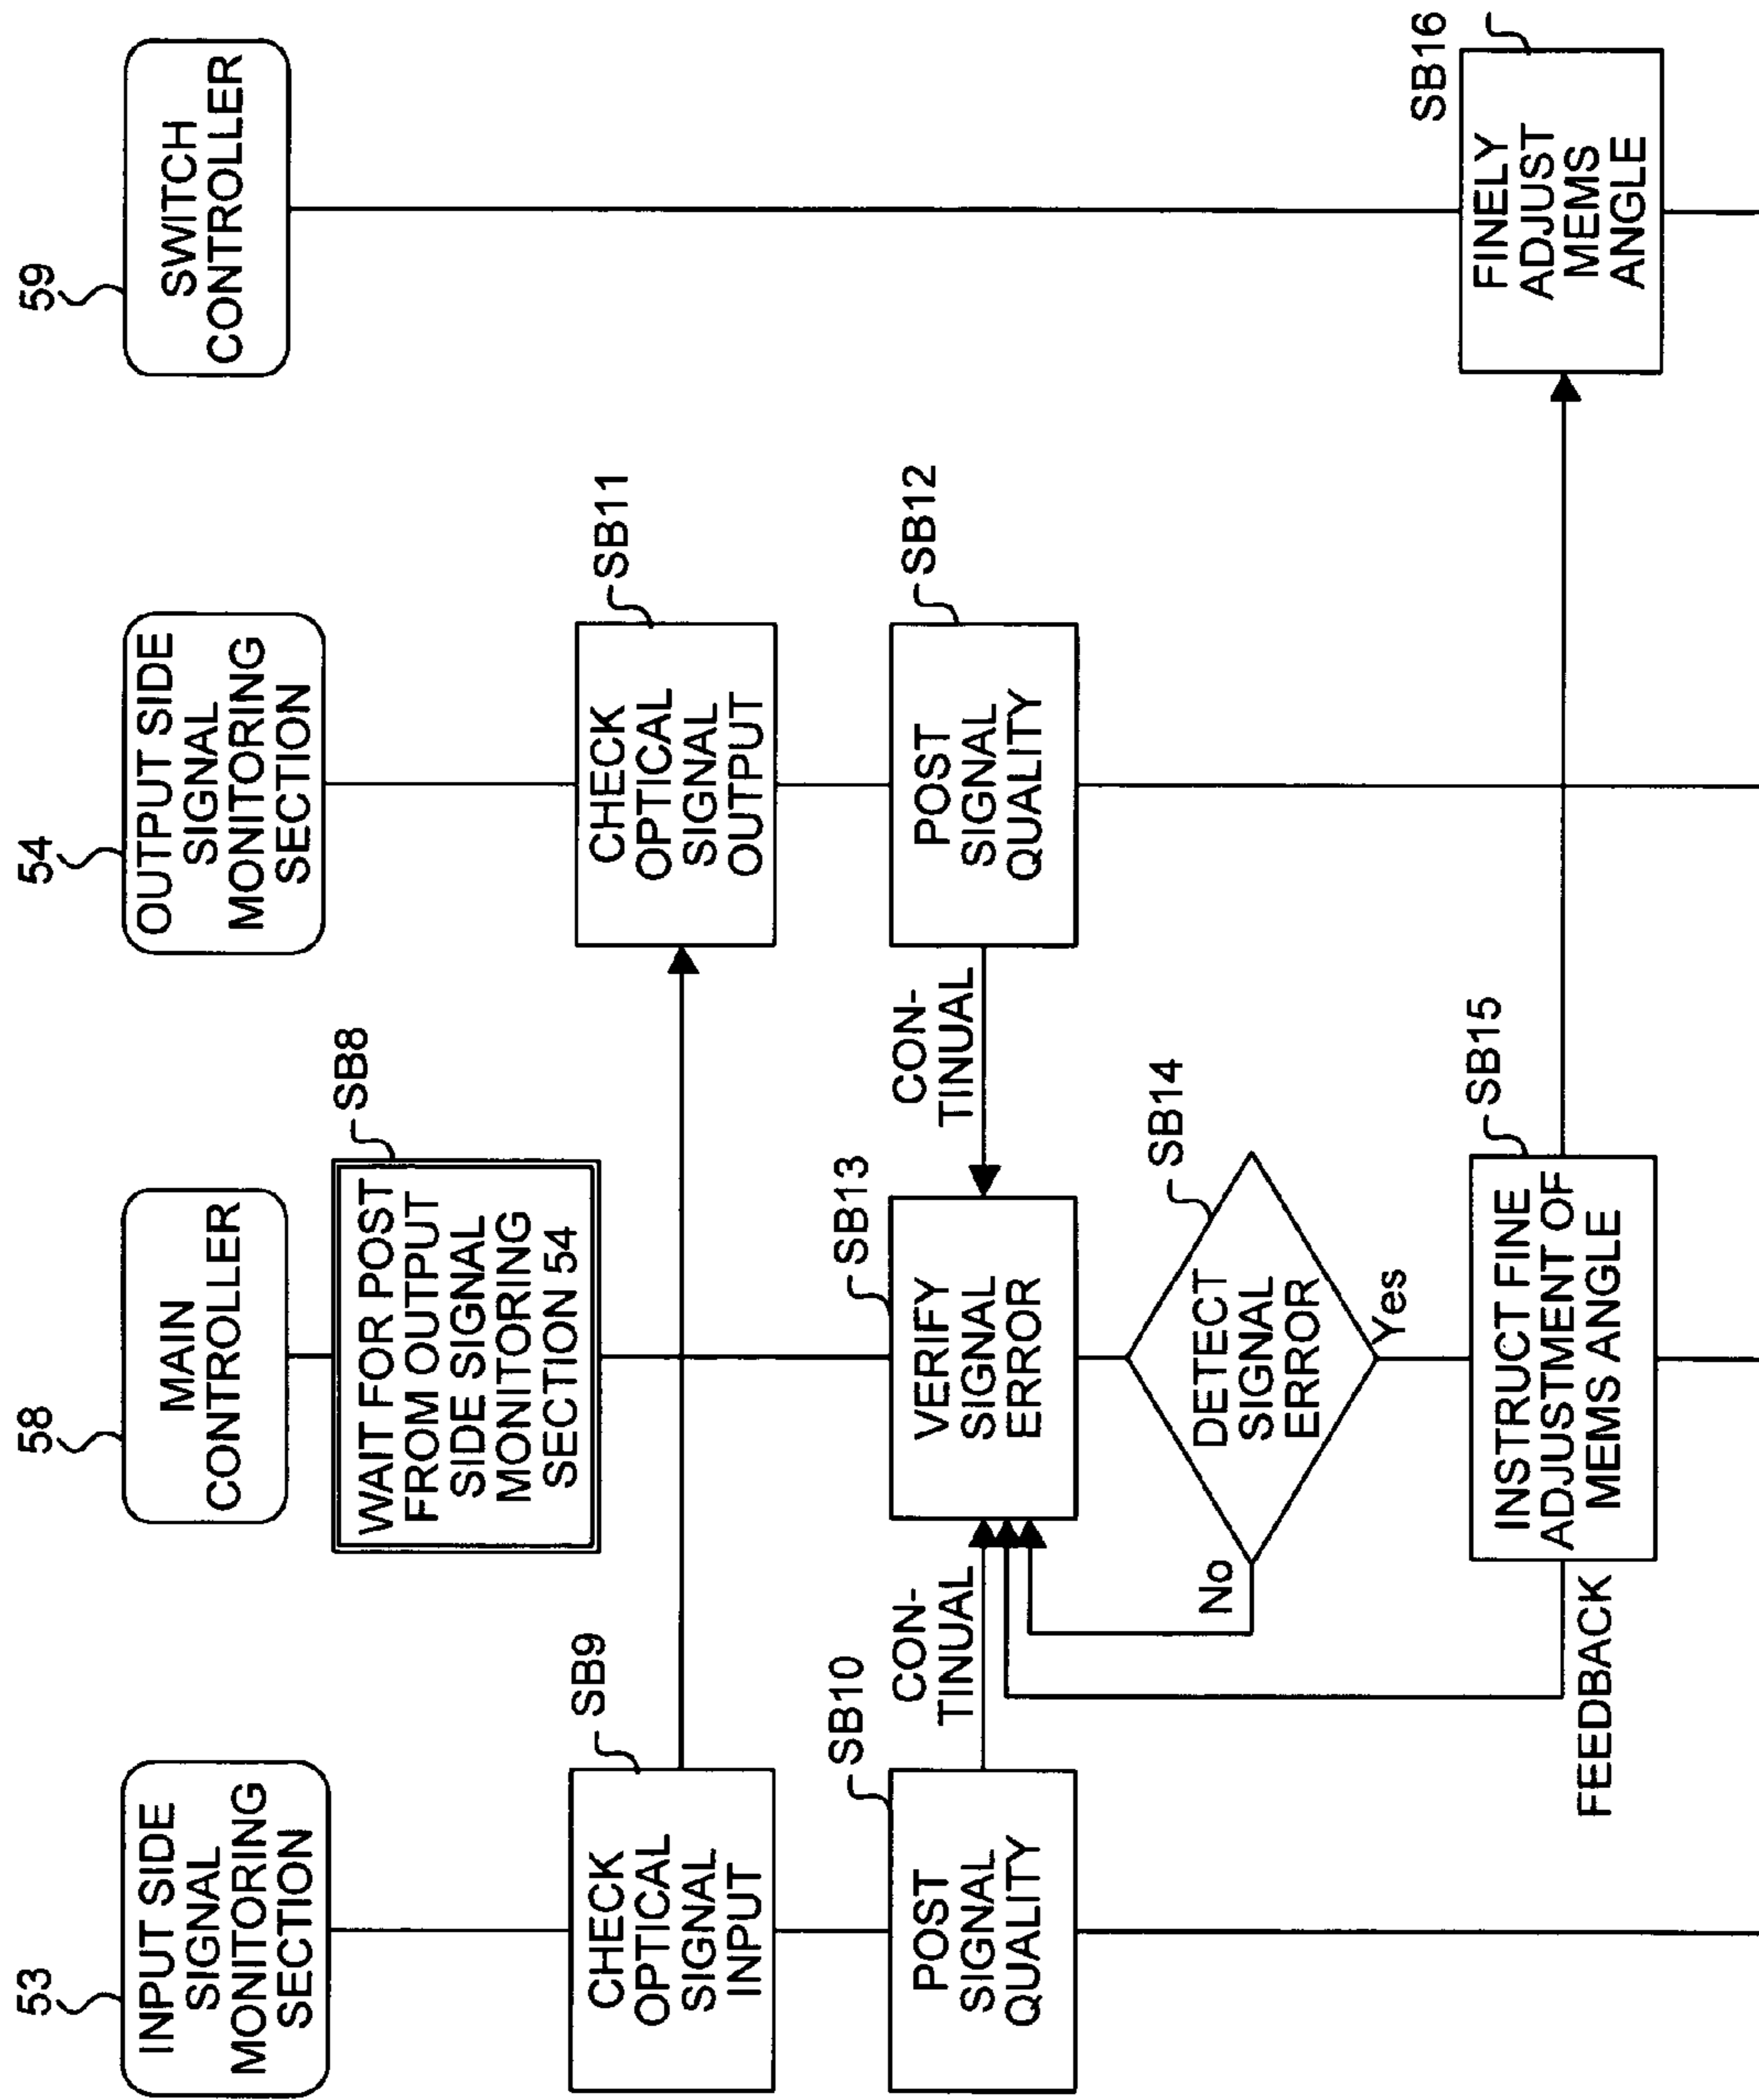 53
INPUT SIDE
SIGNAL
MONITORING
SECTION
58
MAIN
CONTROLLER
54
OUTPUT SIDE
SIGNAL
MONITORING
SECTION
59
SWITCH
CONTROLLER
SB8
WAIT FOR POST
FROM OUTPUT
SIDE SIGNAL
MONITORING
SECTION 54
SB9
CHECK
OPTICAL
SIGNAL
INPUT
SB11
CHECK
OPTICAL
SIGNAL
OUTPUT
SB10
POST
SIGNAL
QUALITY
CON-
TINUAL
SB13
VERIFY
SIGNAL
ERROR
CON-
TINUAL
SB12
POST
SIGNAL
QUALITY
SB14
DETECT
SIGNAL
ERROR
No
Yes
SB15
INSTRUCT FINE
ADJUSTMENT OF
MEMS ANGLE
FEEDBACK
SB16
FINELY
ADJUST
MEMS
ANGLE